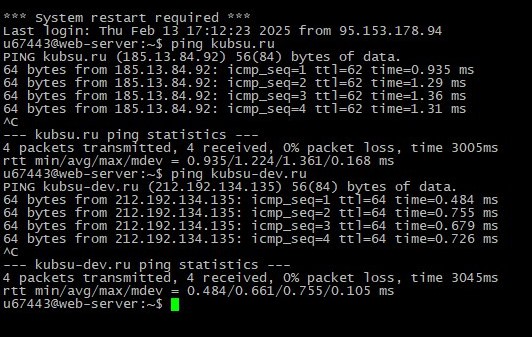 *** System restart required ***
Last login: Thu Feb 13 17:12:23 2025 from 95.153.178.94
u67443@web-server:~$ ping kubsu.ru
PING kubsu.ru (185.13.84.92) 56(84) bytes of data.
64 bytes from 185.13.84.92: icmp_seq=1 ttl=62 time=0.935 ms
64 bytes from 185.13.84.92: icmp_seq=2 ttl=62 time=1.29 ms
64 bytes from 185.13.84.92: icmp_seq=3 ttl=62 time=1.36 ms
64 bytes from 185.13.84.92: icmp_seq=4 ttl=62 time=1.31 ms
^C
--- kubsu.ru ping statistics ---
4 packets transmitted, 4 received, 0% packet loss, time 3005ms
rtt min/avg/max/mdev = 0.935/1.224/1.361/0.168 ms
u67443@web-server:~$ ping kubsu-dev.ru
PING kubsu-dev.ru (212.192.134.135) 56(84) bytes of data.
64 bytes from 212.192.134.135: icmp_seq=1 ttl=64 time=0.484 ms
64 bytes from 212.192.134.135: icmp_seq=2 ttl=64 time=0.755 ms
64 bytes from 212.192.134.135: icmp_seq=3 ttl=64 time=0.679 ms
64 bytes from 212.192.134.135: icmp_seq=4 ttl=64 time=0.726 ms
^C
--- kubsu-dev.ru ping statistics ---
4 packets transmitted, 4 received, 0% packet loss, time 3045ms
rtt min/avg/max/mdev = 0.484/0.661/0.755/0.105 ms
u67443@web-server:~$